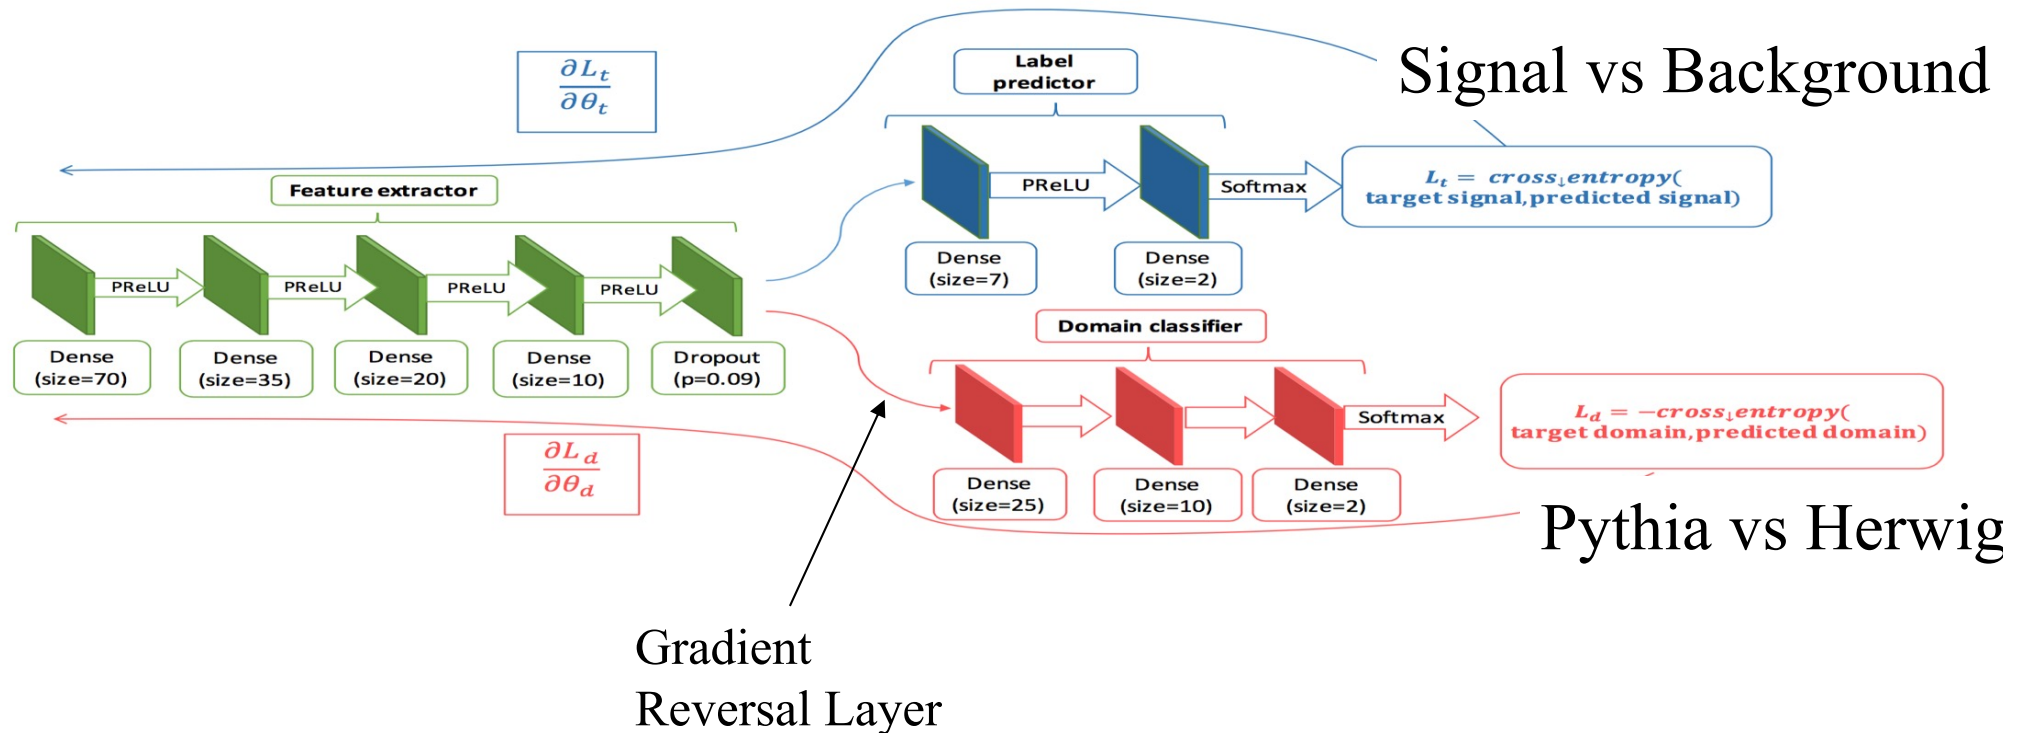 Signal vs Background
∂L_t
∂θ_t
Label
predictor
PReLU
Softmax
L_t = cross↓entropy(
target signal,predicted signal)
Dense
(size=7)
Dense
(size=2)
Feature extractor
PReLU
PReLU
PReLU
PReLU
Dense
(size=70)
Dense
(size=35)
Dense
(size=20)
Dense
(size=10)
Dropout
(p=0.09)
Domain classifier
Softmax
L_d = −cross↓entropy(
target domain,predicted domain)
Dense
(size=25)
Dense
(size=10)
Dense
(size=2)
∂L_d
∂θ_d
Pythia vs Herwig
Gradient
Reversal Layer